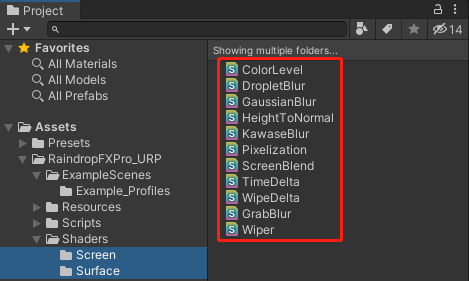 Project
14
Favorites
All Materials
All Models
All Prefabs
Assets
Presets
RaindropFXPro_URP
ExampleScenes
Example_Profiles
Resources
Scripts
Shaders
Screen
Surface
Showing multiple folders...
ColorLevel
DropletBlur
GaussianBlur
HeightToNormal
KawaseBlur
Pixelization
ScreenBlend
TimeDelta
WipeDelta
GrabBlur
Wiper